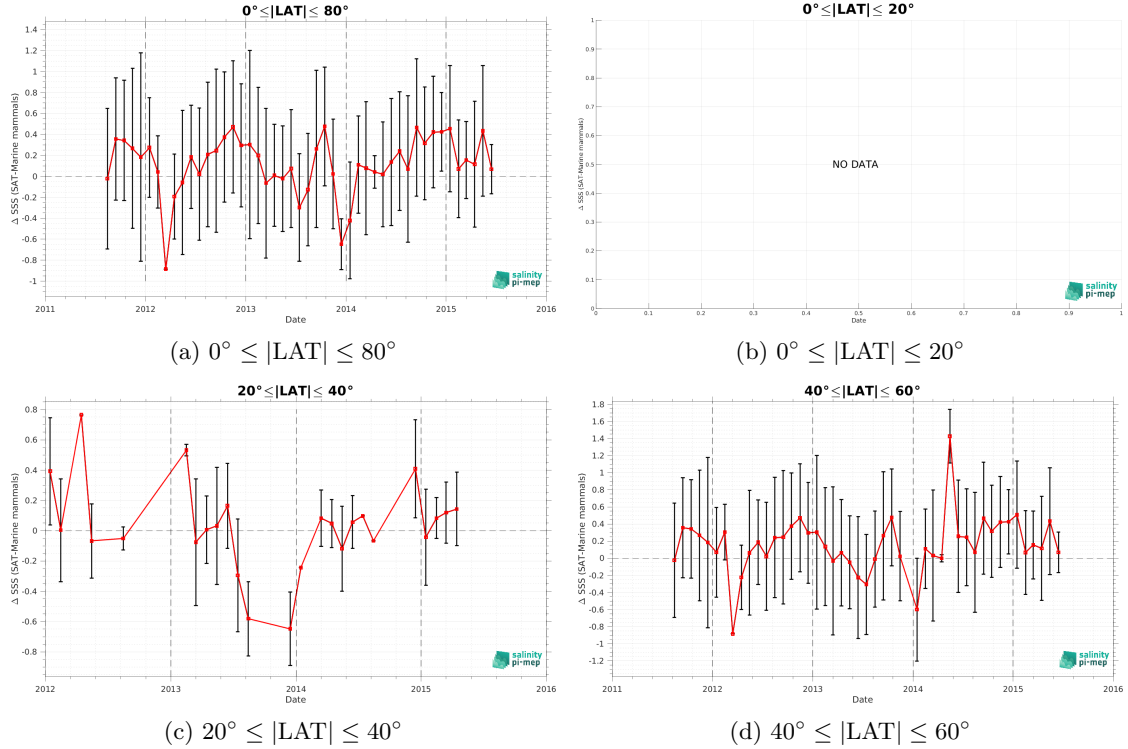 0°≤|LAT|≤ 80°
Δ SSS (SAT-Marine mammals)
1.4
1.2
1
0.8
0.6
0.4
0.2
0
-0.2
-0.4
-0.6
-0.8
-1
2011 2012 2013 2014 2015 2016
Date
salinity
pi-mep
(a) 0° ≤ |LAT| ≤ 80°
0°≤|LAT|≤ 20°
Δ SSS (SAT-Marine mammals)
1
0.9
0.8
0.7
0.6
0.5
0.4
0.3
0.2
0.1
0
NO DATA
0 0.1 0.2 0.3 0.4 0.5 0.6 0.7 0.8 0.9 1
Date
salinity
pi-mep
(b) 0° ≤ |LAT| ≤ 20°
20°≤|LAT|≤ 40°
Δ SSS (SAT-Marine mammals)
0.8
0.6
0.4
0.2
0
-0.2
-0.4
-0.6
-0.8
2012 2013 2014 2015 2016
Date
salinity
pi-mep
(c) 20° ≤ |LAT| ≤ 40°
40°≤|LAT|≤ 60°
Δ SSS (SAT-Marine mammals)
1.8
1.6
1.4
1.2
1
0.8
0.6
0.4
0.2
0
-0.2
-0.4
-0.6
-0.8
-1
-1.2
2011 2012 2013 2014 2015 2016
Date
salinity
pi-mep
(d) 40° ≤ |LAT| ≤ 60°